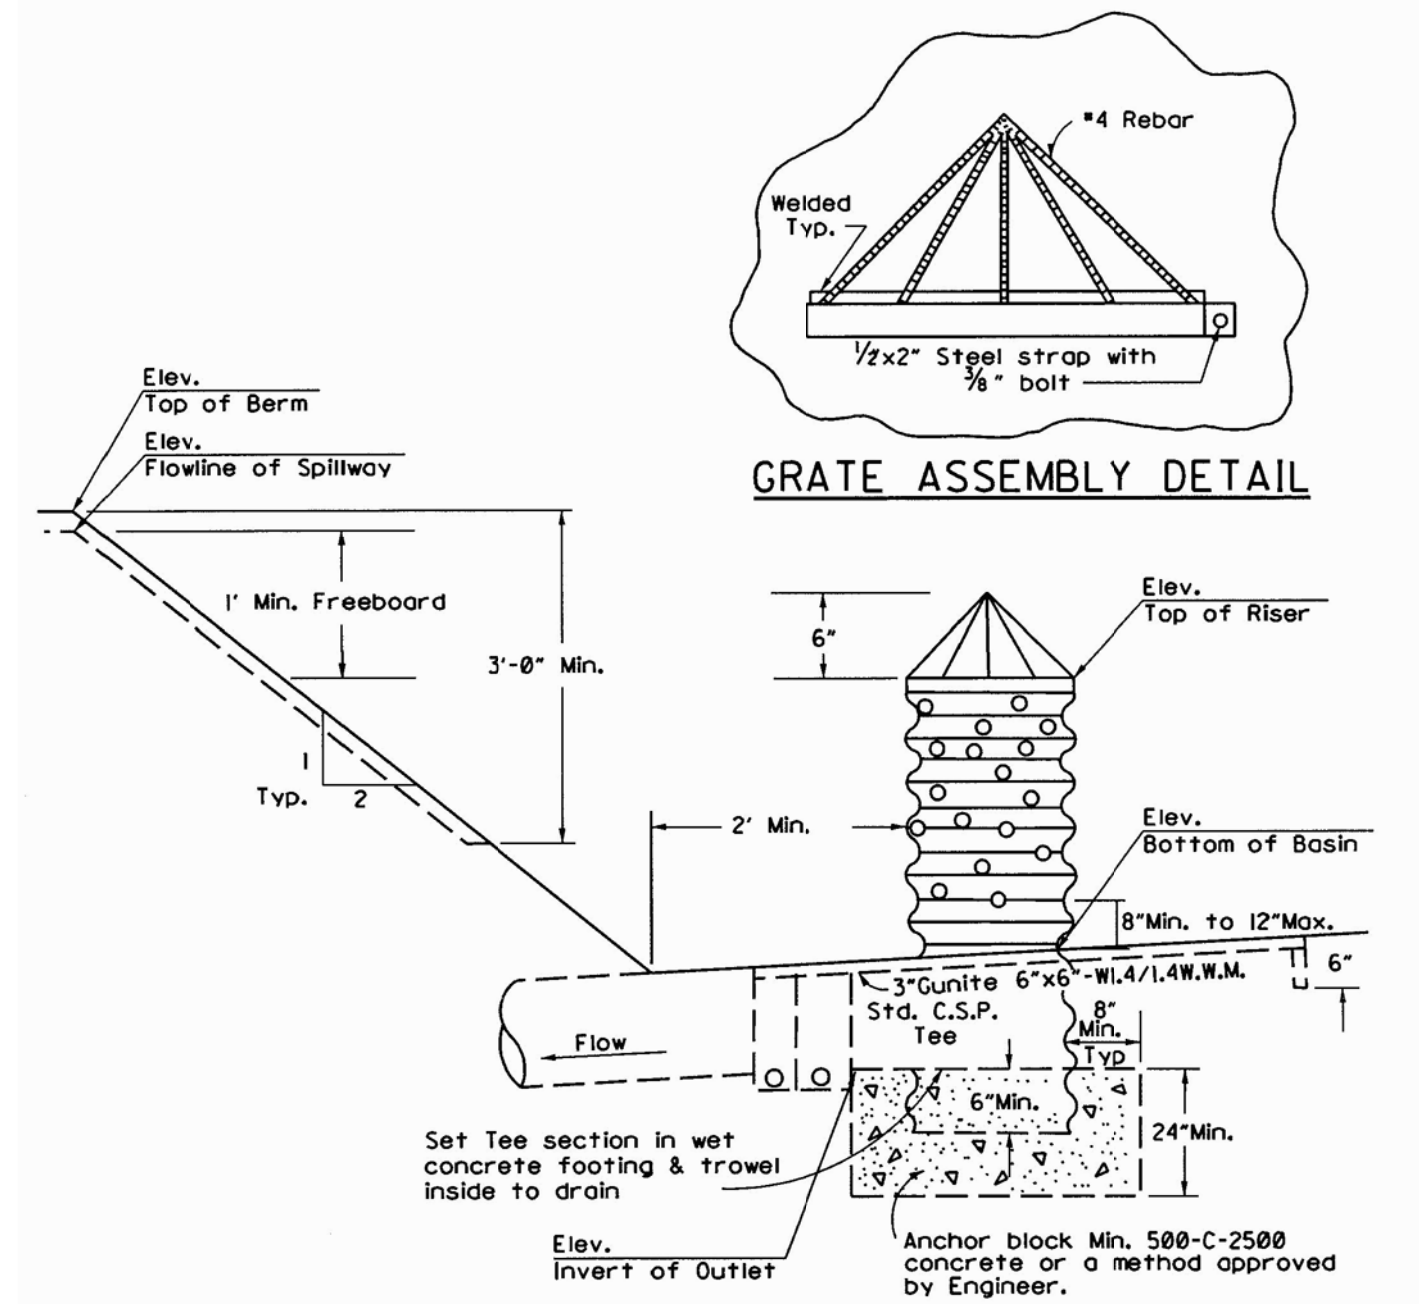 #4 Rebar
Welded
Typ.
1/2"x2" Steel strap with
3/8" bolt
GRATE ASSEMBLY DETAIL
Elev.
Top of Berm
Elev.
Flowline of Spillway
1' Min. Freeboard
3'-0" Min.
1
Typ.
2
6"
Elev.
Top of Riser
2' Min.
Elev.
Bottom of Basin
8"Min. to 12"Max.
6"
3"Gunite 6"x6"-W1.4/1.4W.W.M.
Std. C.S.P.
Tee
8"
Min.
Typ
Flow
6"Min.
24"Min.
Set Tee section in wet
concrete footing & trowel
inside to drain
Elev.
Invert of Outlet
Anchor block Min. 500-C-2500
concrete or a method approved
by Engineer.